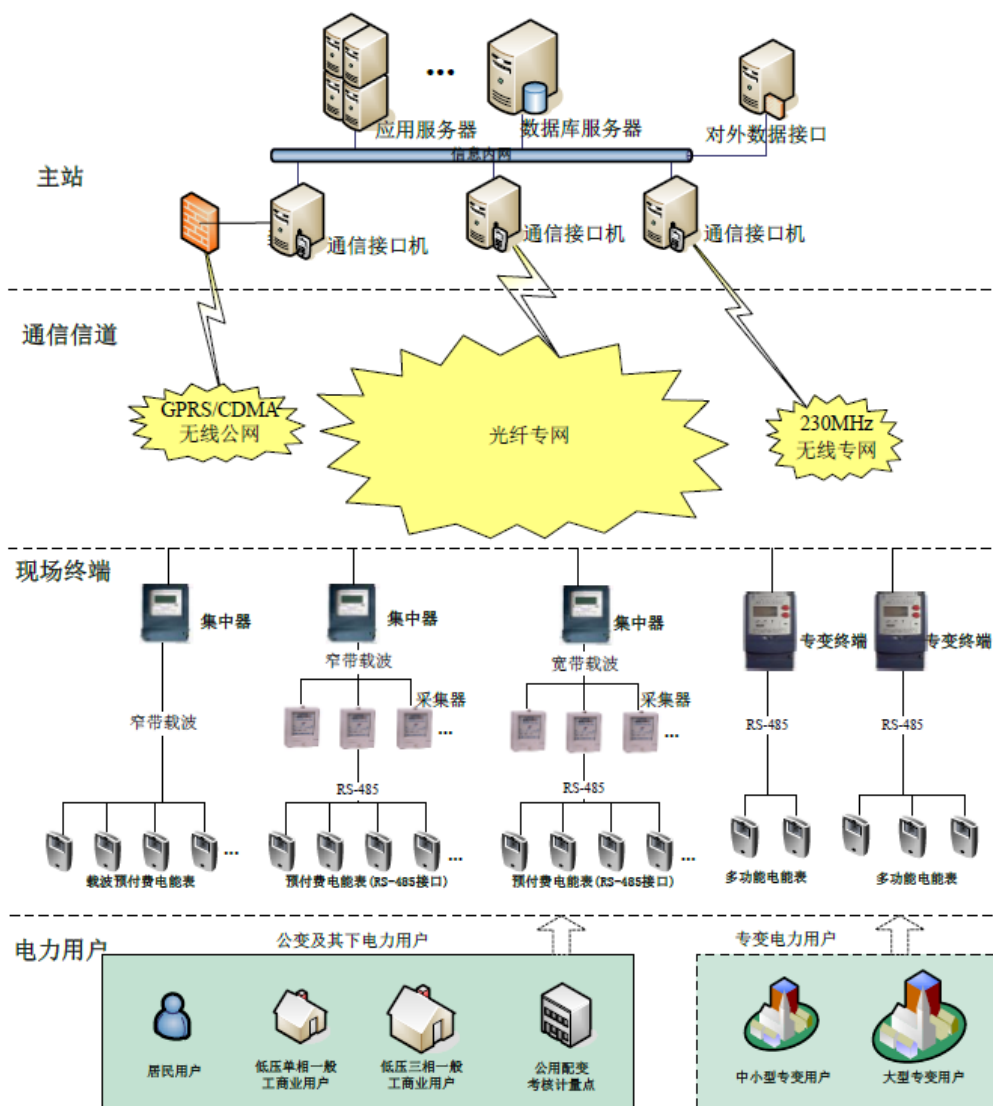 应用服务器
...
数据库服务器
对外数据接口
信息内网
主站
通信接口机
通信接口机
通信接口机
通信信道
GPRS/CDMA
无线公网
光纤专网
230MHz
无线专网
现场终端
集中器
集中器
集中器
专变终端
专变终端
窄带载波
宽带载波
采集器
采集器
...
...
窄带载波
RS-485
RS-485
RS-485
RS-485
...
...
...
载波预付费电能表
预付费电能表(RS-485接口)
预付费电能表(RS-485接口)
多功能电能表
多功能电能表
电力用户
公变及其下电力用户
专变电力用户
居民用户
低压单相一般
工商业用户
低压三相一般
工商业用户
公用配变
考核计量点
中小型专变用户
大型专变用户